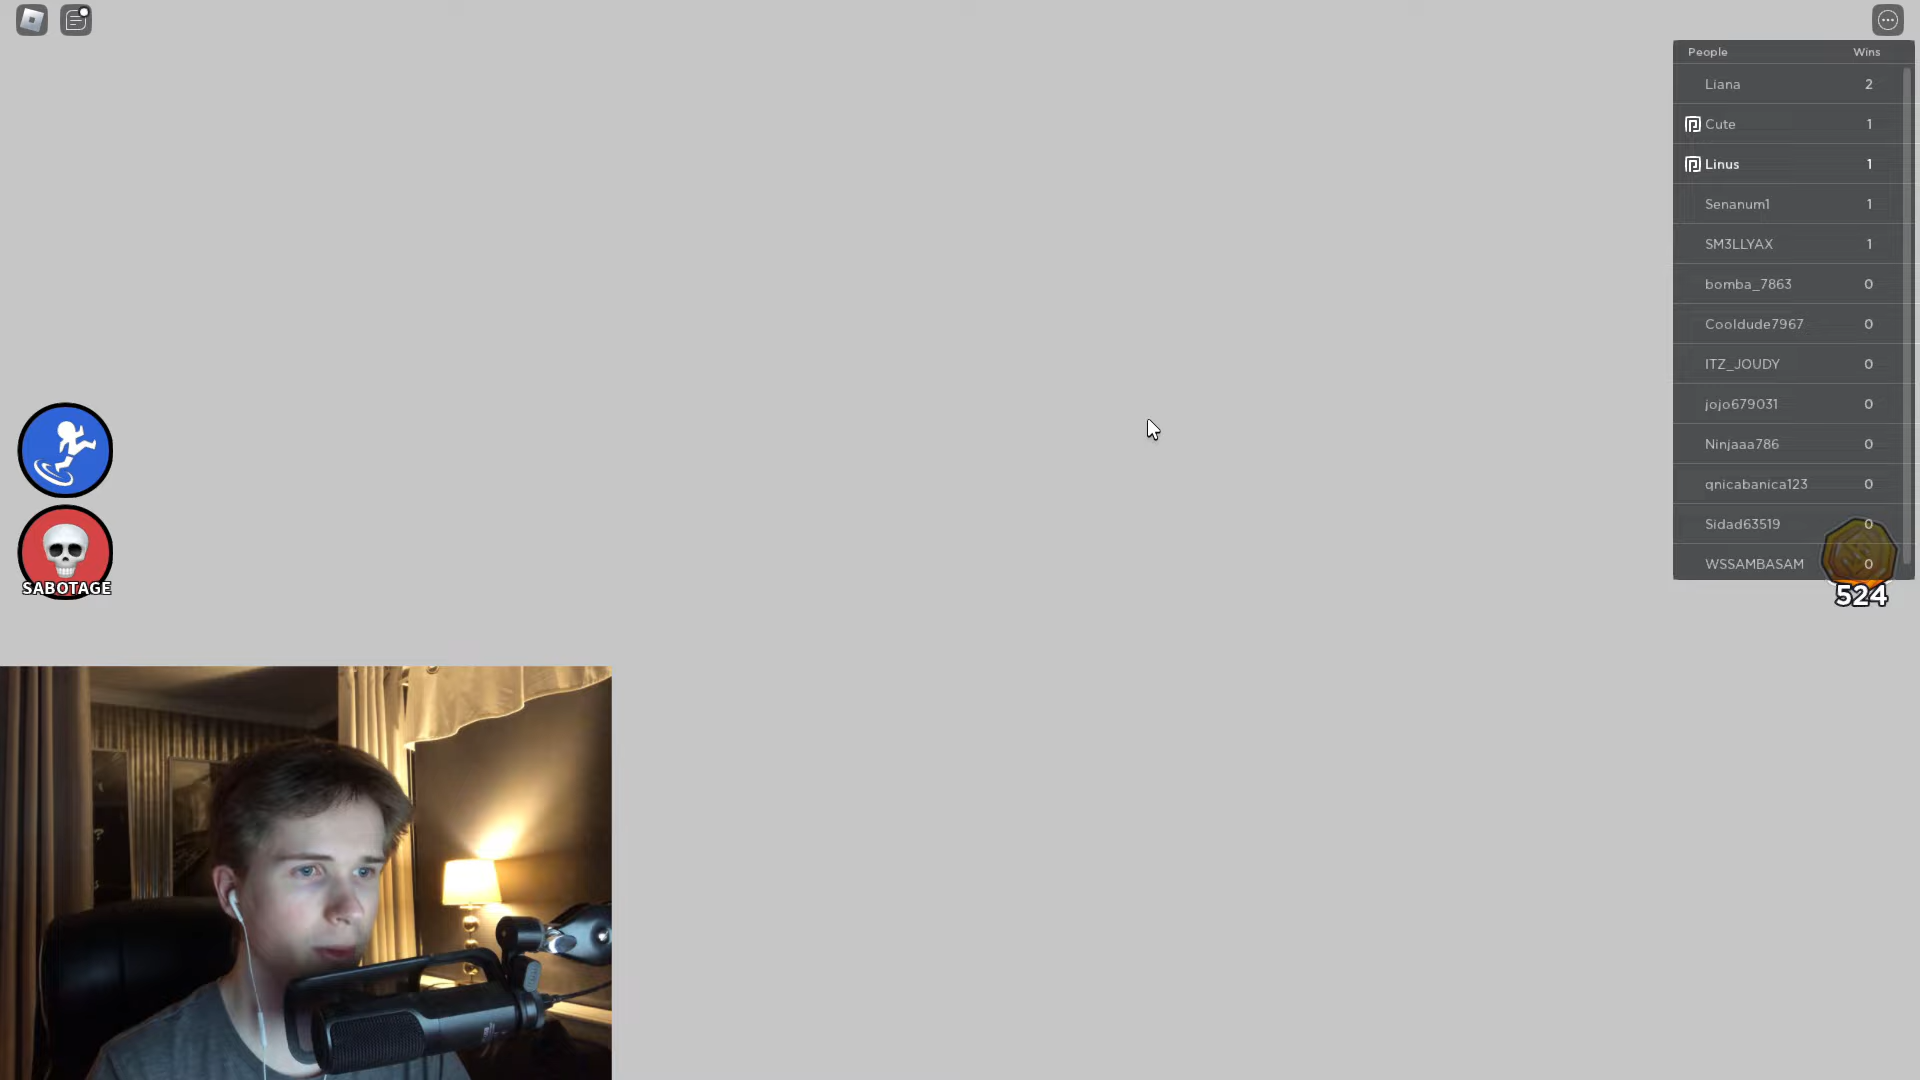 People Wins
Liana 2
Cute 1
Linus 1
Senanum1 1
SM3LLYAX 1
bomba_7863 0
Cooldude7967 0
ITZ_JOUDY 0
jojo679031 0
Ninjaaa786 0
qnicabanica123 0
Sidad63519 0
WSSAMBASAM 0
SABOTAGE
524